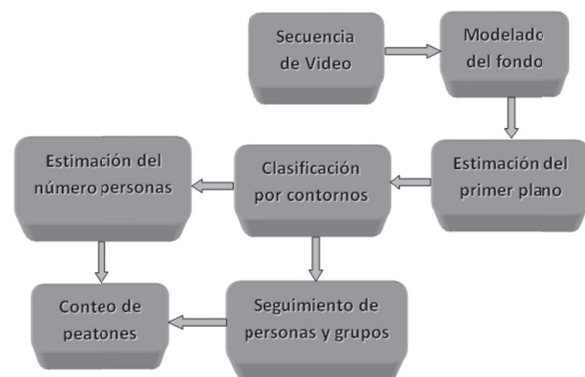 Secuencia
de Video
Modelado
del fondo
Estimación del
primer plano
Clasificación
por contornos
Estimación del
número personas
Seguimiento de
personas y grupos
Conteo de
peatones